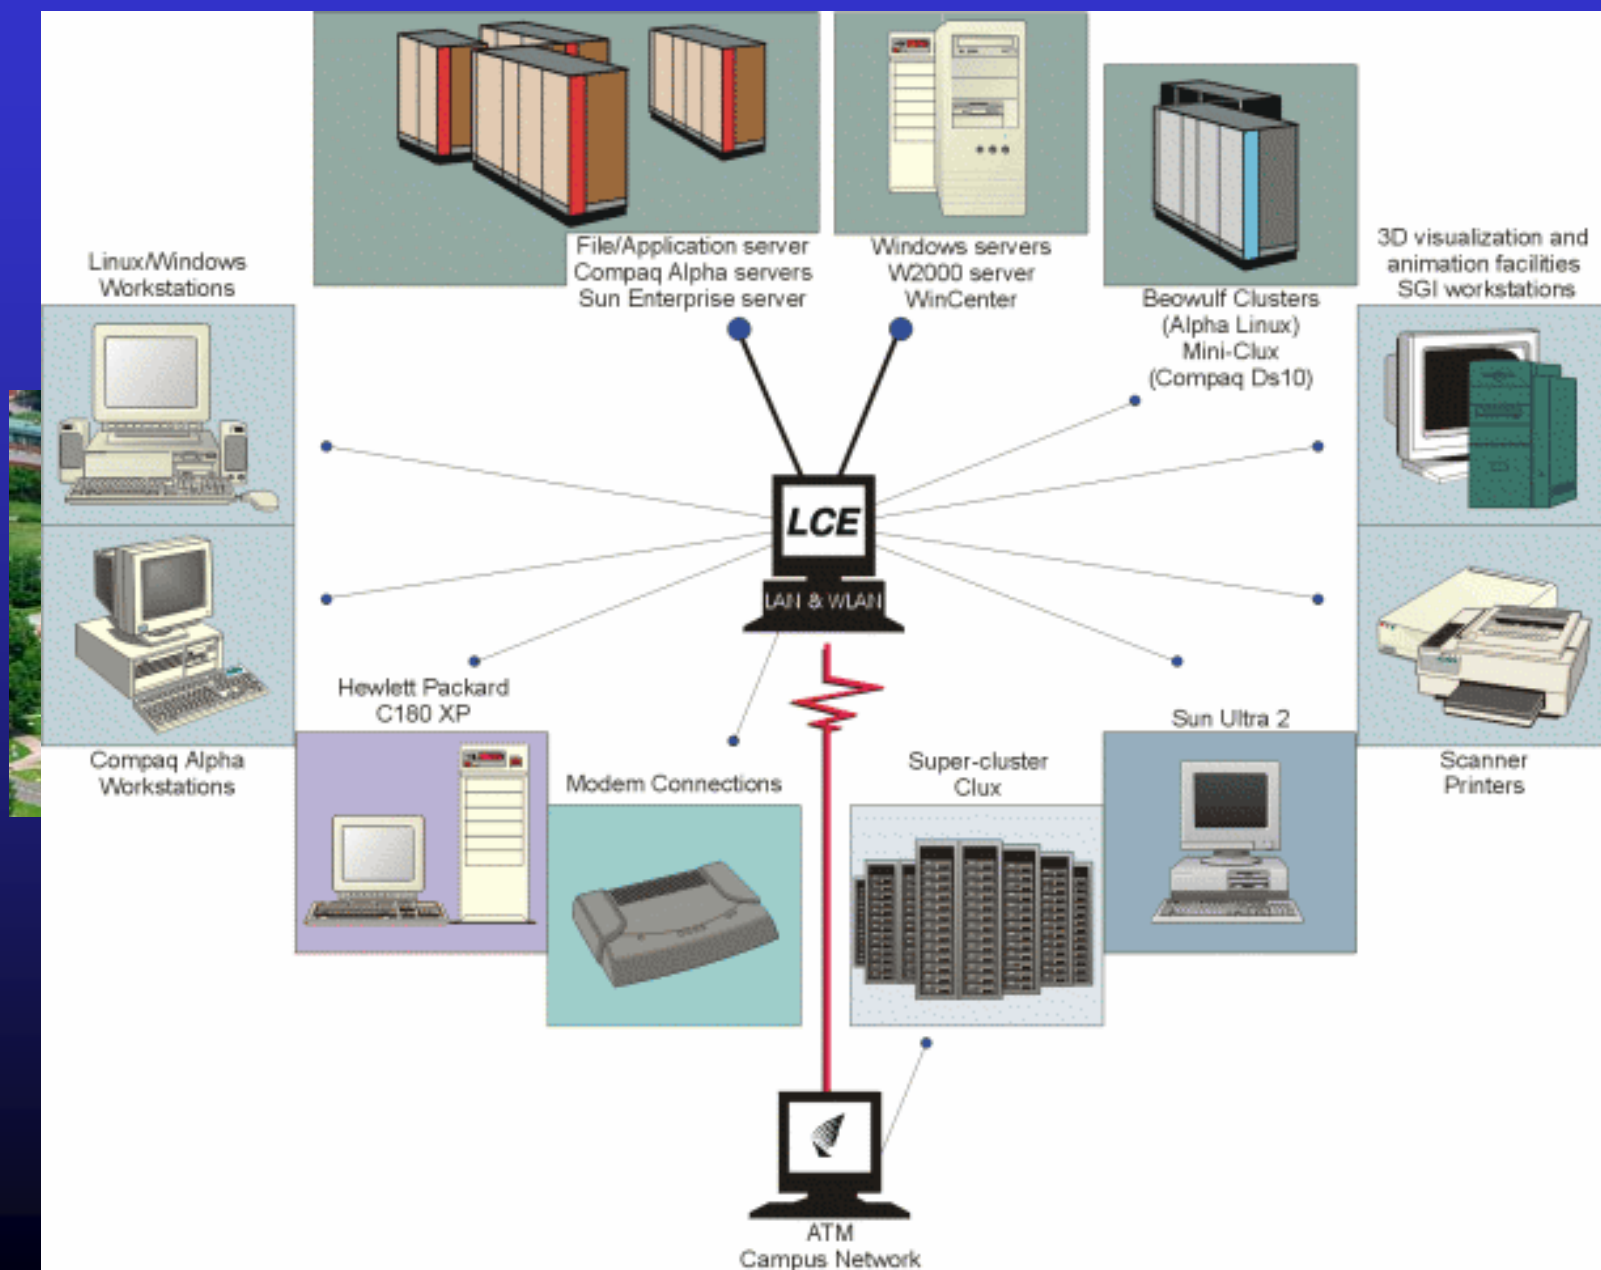 File/Application server
Compaq Alpha servers
Sun Enterprise server
Windows servers
W2000 server
WinCenter
Beowulf Clusters
(Alpha Linux)
Mini-Clux
(Compaq Ds10)
3D visualization and
animation facilities
SGI workstations
Linux/Windows
Workstations
LCE
LAN & WLAN
Compaq Alpha
Workstations
Hewlett Packard
C180 XP
Modem Connections
Super-cluster
Clux
Sun Ultra 2
Scanner
Printers
ATM
Campus Network